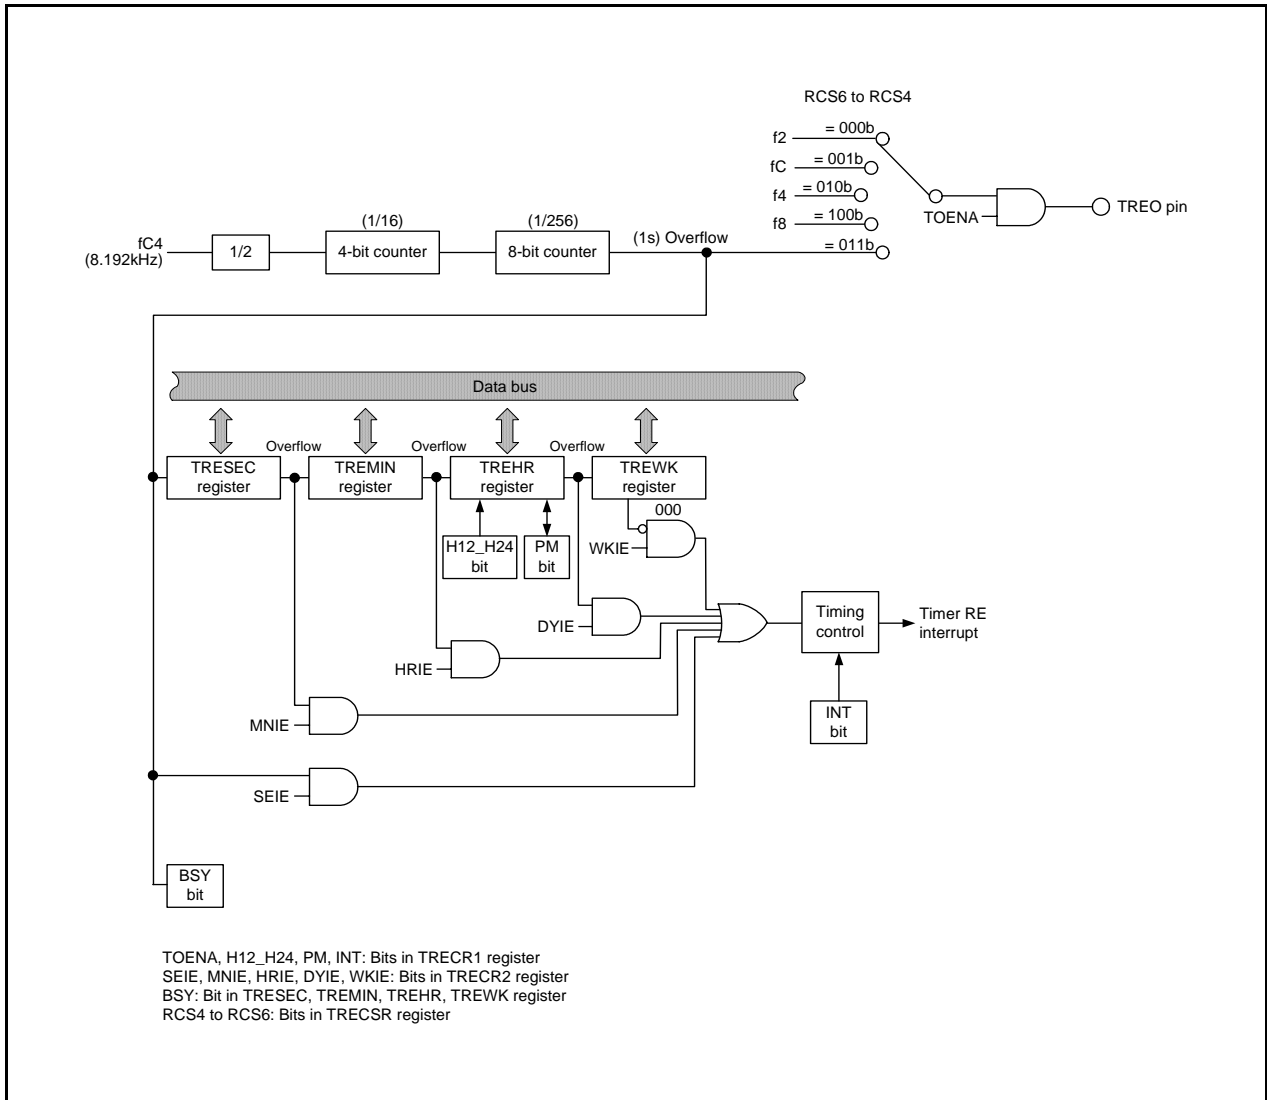 RCS6 to RCS4
f2
= 000b
fC
= 001b
f4
= 010b
f8
= 100b
= 011b
TOENA
TREO pin
fC4
(8.192kHz)
1/2
(1/16)
4-bit counter
(1/256)
8-bit counter
(1s) Overflow
Data bus
TRESEC
register
Overflow
TREMIN
register
Overflow
TREHR
register
Overflow
TREWK
register
000
H12_H24
bit
PM
bit
WKIE
DYIE
HRIE
MNIE
SEIE
Timing
control
Timer RE
interrupt
INT
bit
BSY
bit
TOENA, H12_H24, PM, INT: Bits in TRECR1 register
SEIE, MNIE, HRIE, DYIE, WKIE: Bits in TRECR2 register
BSY: Bit in TRESEC, TREMIN, TREHR, TREWK register
RCS4 to RCS6: Bits in TRECSR register